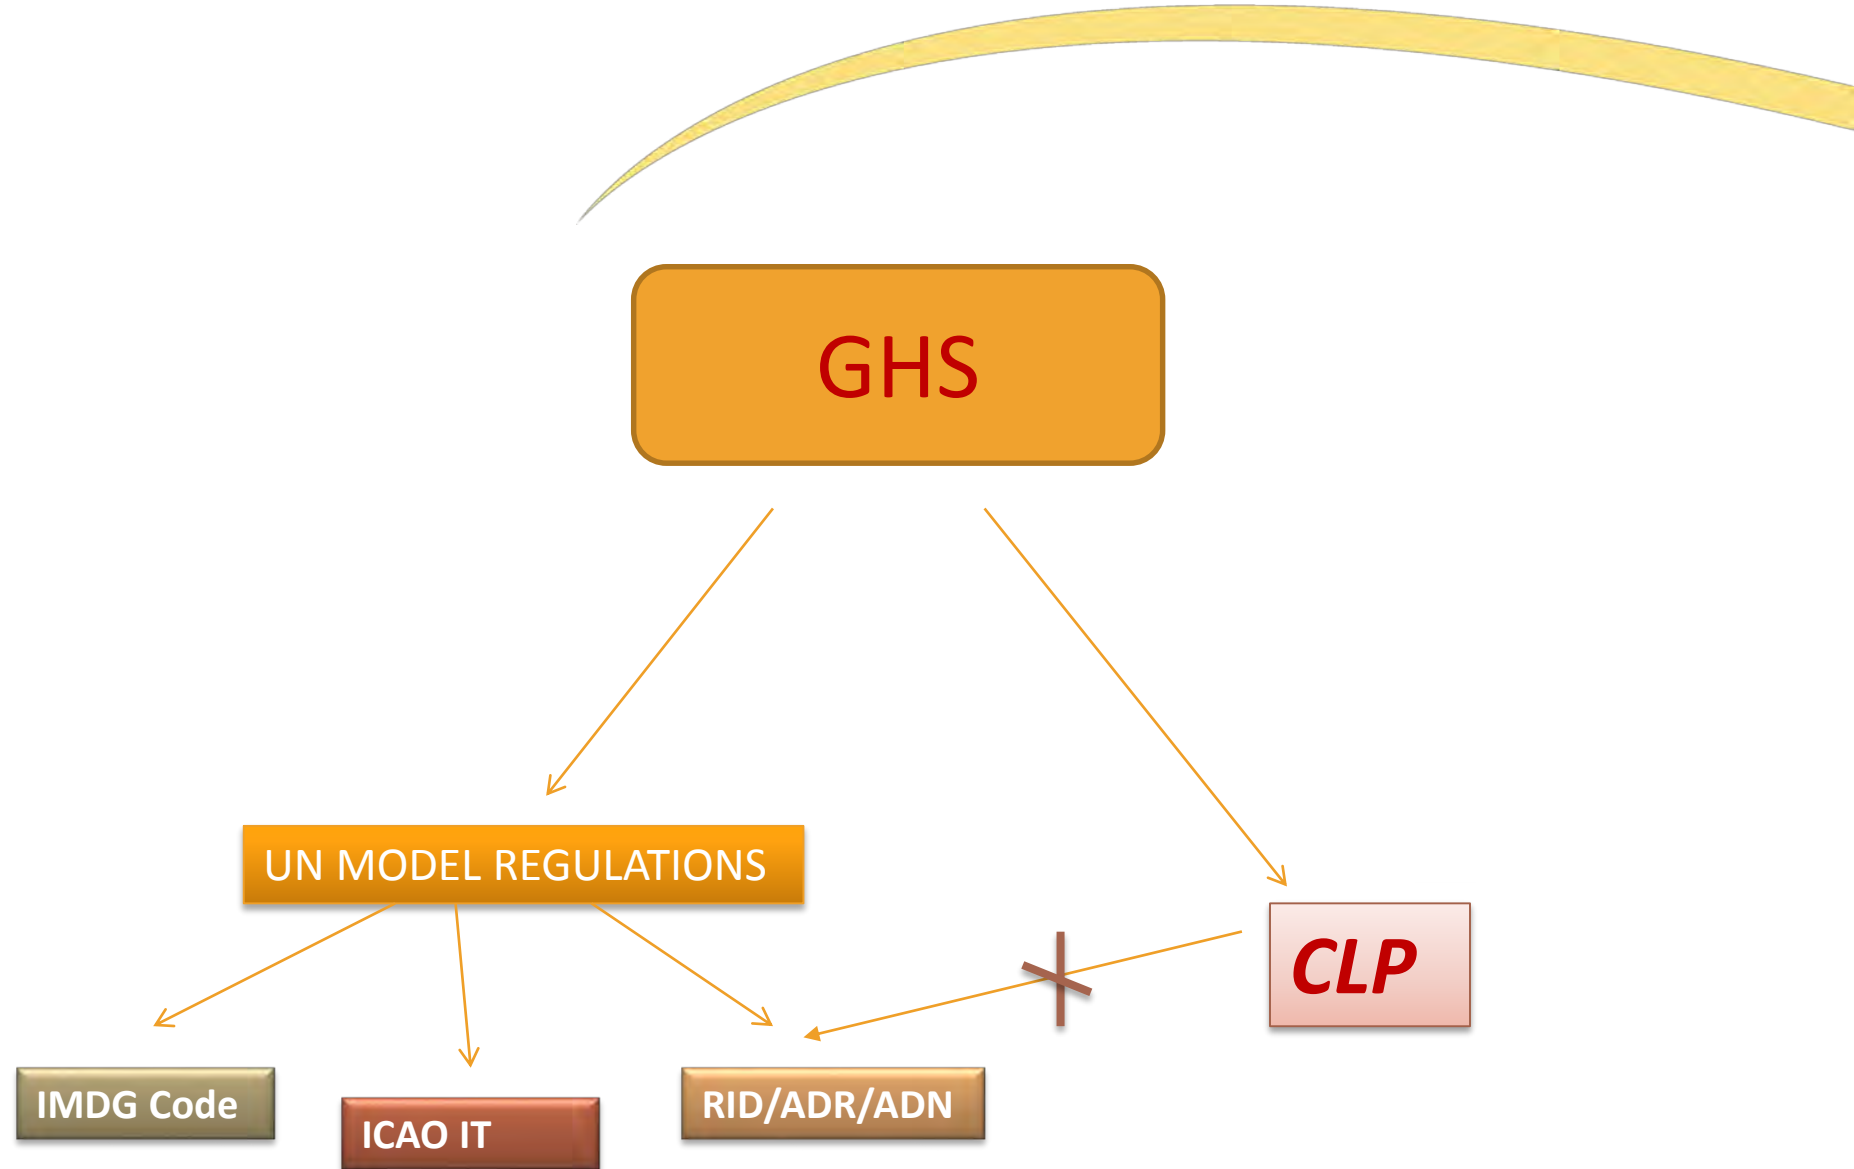 GHS
UN MODEL REGULATIONS
CLP
IMDG Code
ICAO IT
RID/ADR/ADN